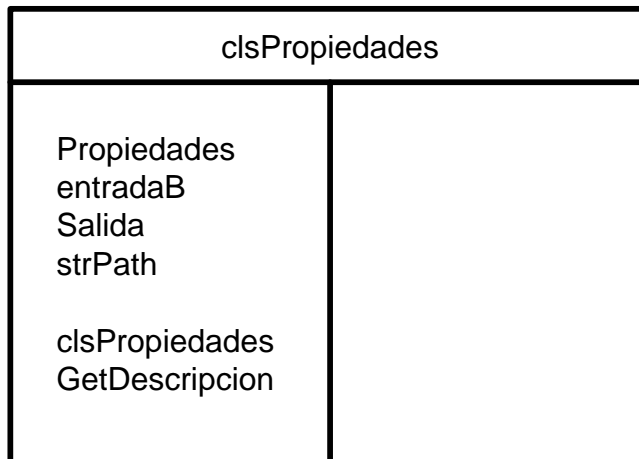 clsPropiedades
Propiedades
entradaB
Salida
strPath
clsPropiedades
GetDescripcion